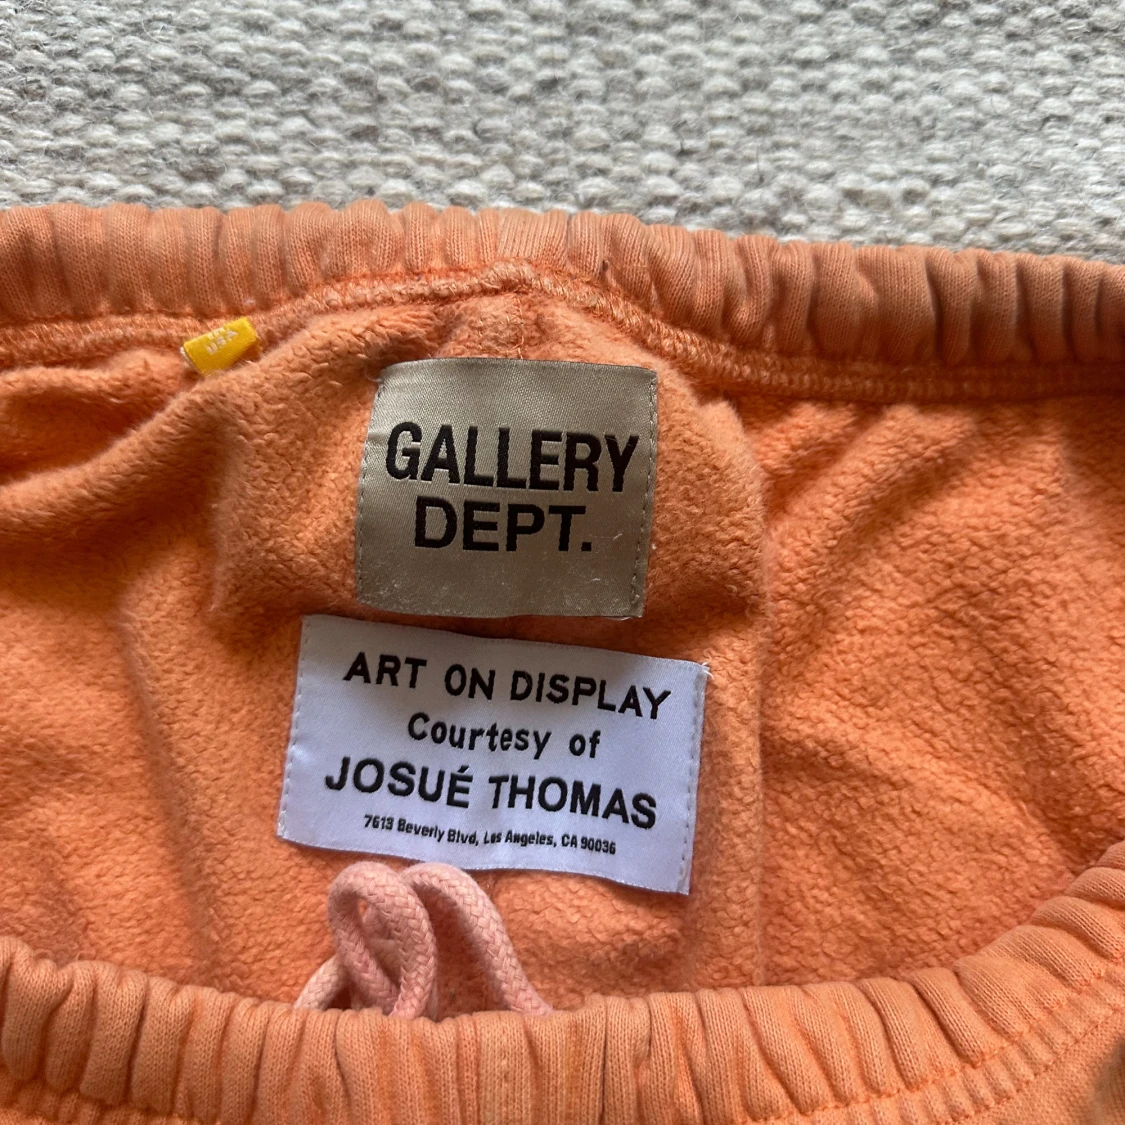 GALLERY
DEPT.
ART ON DISPLAY
Courtesy of
JOSUÉ THOMAS
7613 Beverly Blvd, Los Angeles, CA 90036